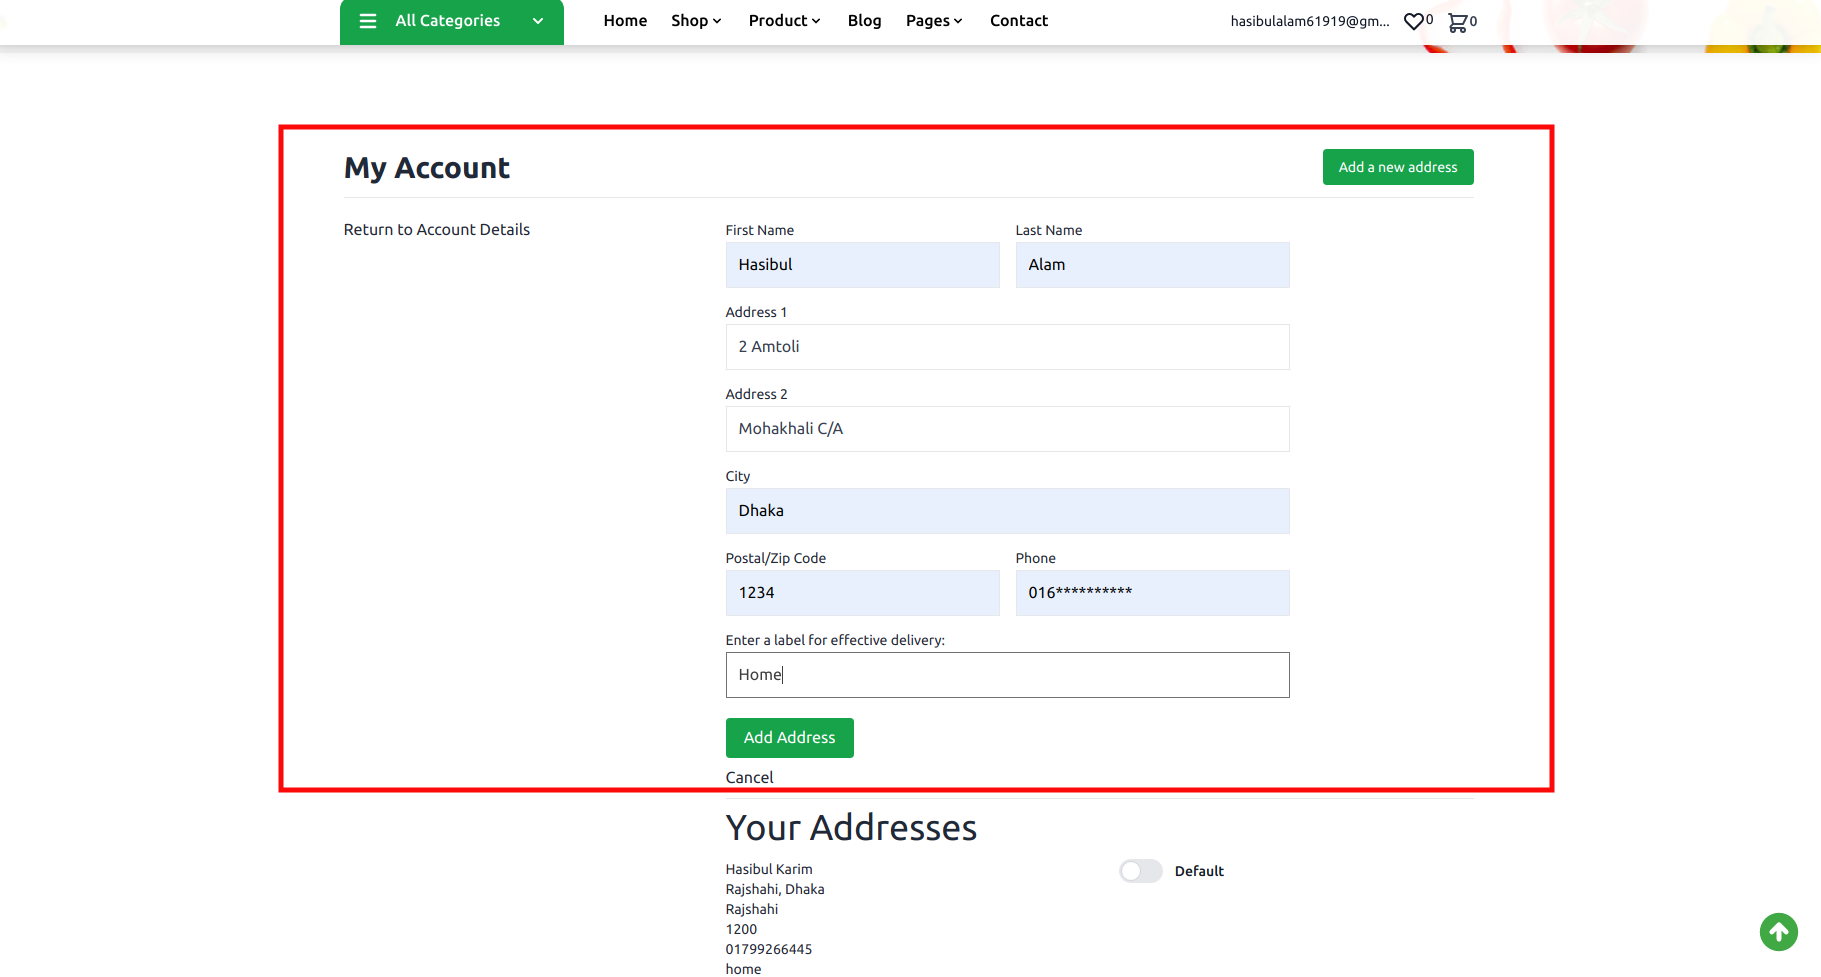 All Categories Home Shop Product Blog Pages Contact hasibulalam61919@gm... 0 0
My Account Add a new address
Return to Account Details
First Name Last Name
Hasibul Alam
Address 1
2 Amtoli
Address 2
Mohakhali C/A
City
Dhaka
Postal/Zip Code Phone
1234 016**********
Enter a label for effective delivery:
Home
Add Address
Cancel
Your Addresses
Hasibul Karim Default
Rajshahi, Dhaka
Rajshahi
1200
01799266445
home